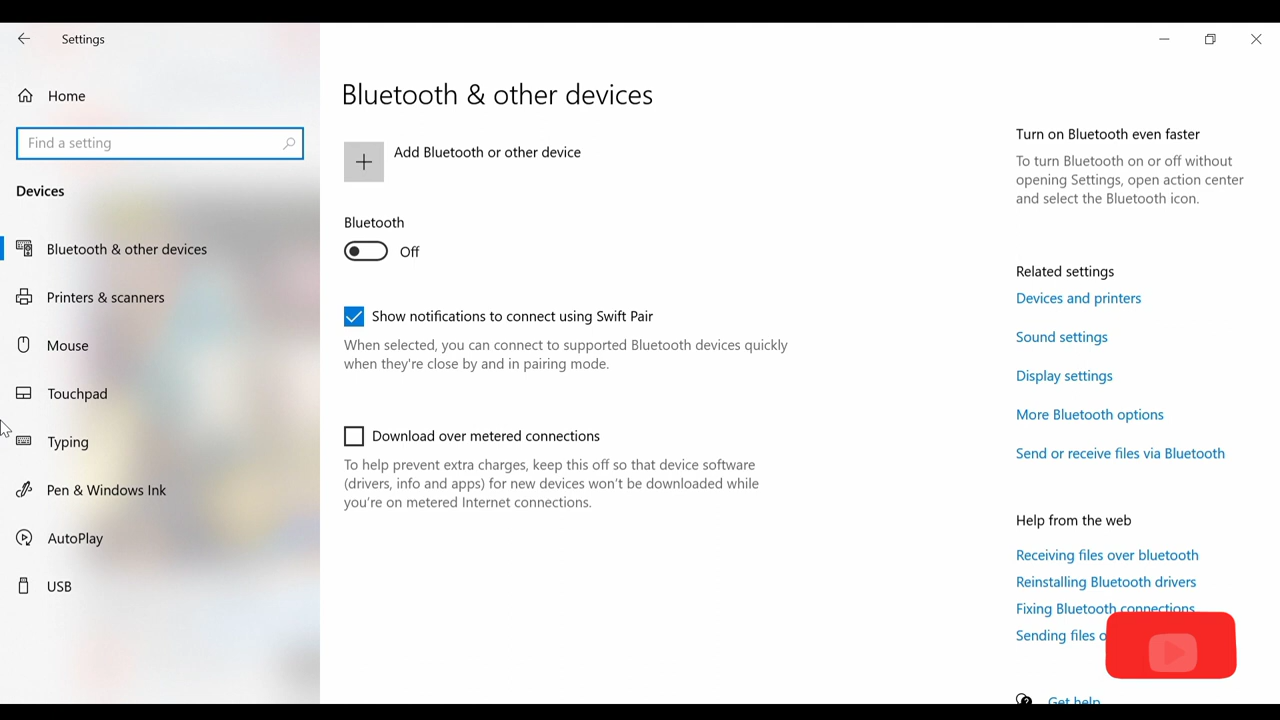 Settings
Home
Find a setting
Devices
Bluetooth & other devices
Printers & scanners
Mouse
Touchpad
Typing
Pen & Windows Ink
AutoPlay
USB
Bluetooth & other devices
Add Bluetooth or other device
Bluetooth
Off
Show notifications to connect using Swift Pair
When selected, you can connect to supported Bluetooth devices quickly
when they're close by and in pairing mode.
Download over metered connections
To help prevent extra charges, keep this off so that device software
(drivers, info and apps) for new devices won't be downloaded while
you're on metered Internet connections.
Turn on Bluetooth even faster
To turn Bluetooth on or off without
opening Settings, open action center
and select the Bluetooth icon.
Related settings
Devices and printers
Sound settings
Display settings
More Bluetooth options
Send or receive files via Bluetooth
Help from the web
Receiving files over bluetooth
Reinstalling Bluetooth drivers
Fixing Bluetooth connections
Sending files
Get help